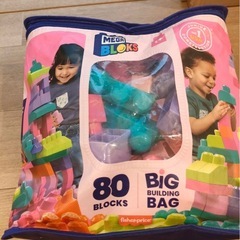 MEGA
BLOKS
80
BLOCKS
BIG
BUILDING
BAG
fisher-price